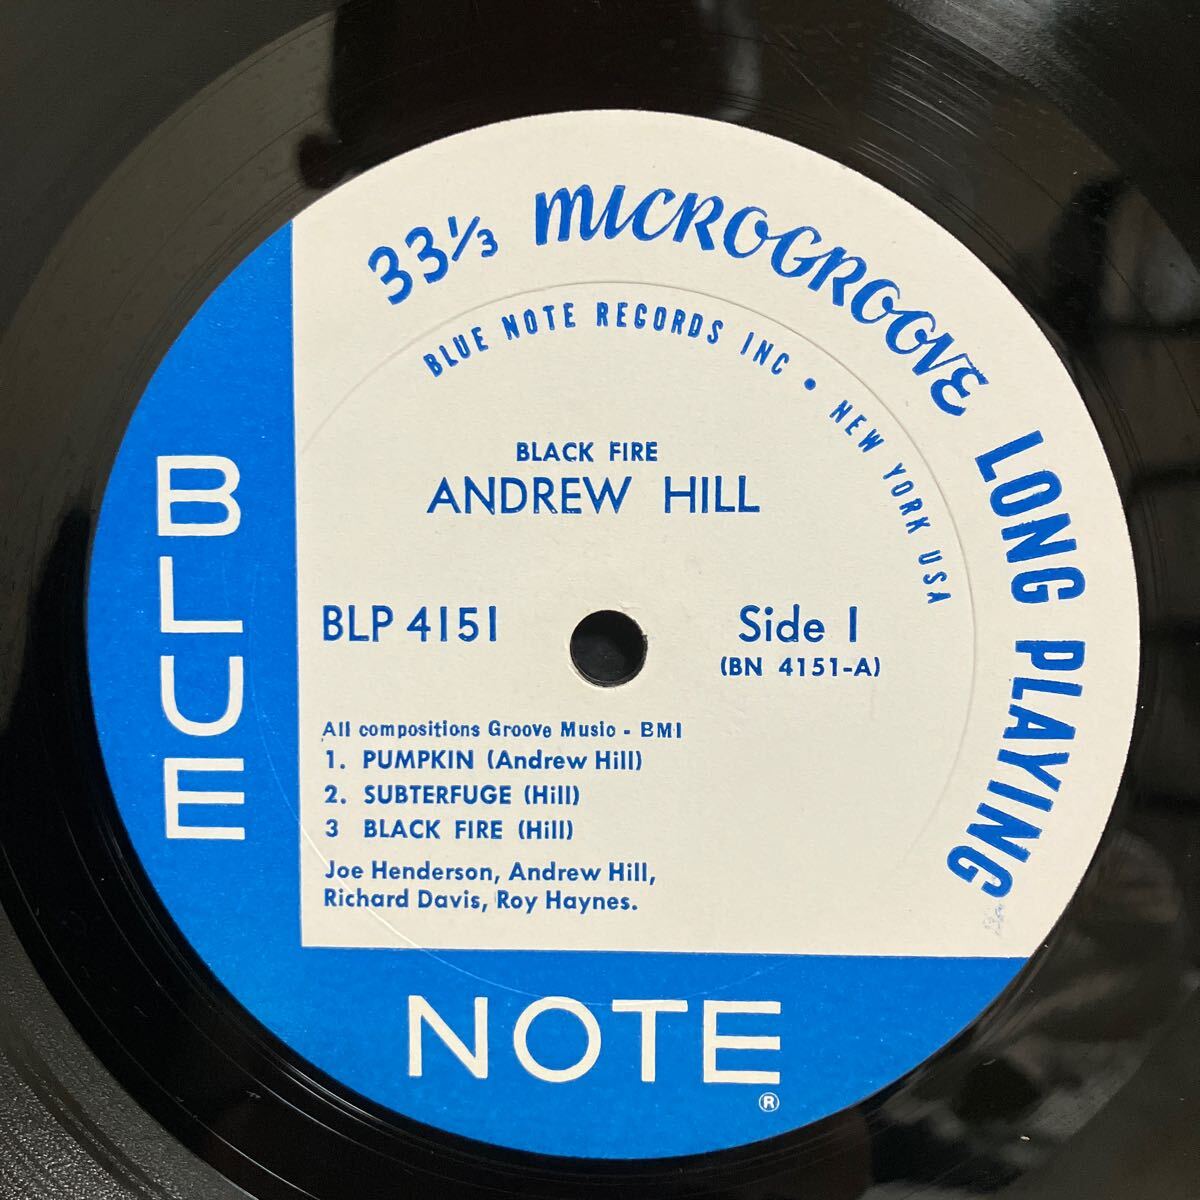 33⅓ MICROGROOVE LONG PLAYING
BLUE NOTE RECORDS INC • NEW YORK USA
BLACK FIRE
ANDREW HILL
BLP 4151
Side 1
(BN 4151-A)
All compositions Groove Music - BMI
1. PUMPKIN (Andrew Hill)
2. SUBTERFUGE (Hill)
3 BLACK FIRE (Hill)
Joe Henderson, Andrew Hill,
Richard Davis, Roy Haynes.
BLUE
NOTE
®